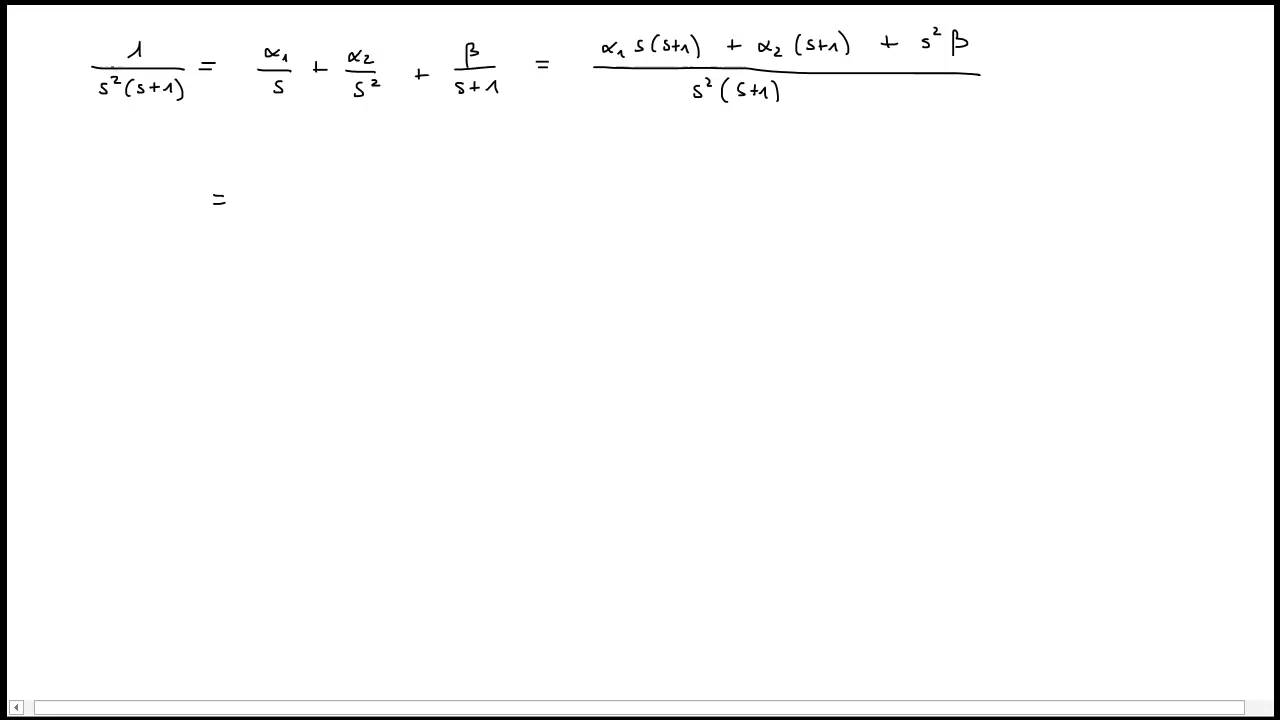 1/(s²(s+1)) = α₁/s + α₂/s² + β/(s+1) = (α₁ s(s+1) + α₂ (s+1) + s² β)/(s² (s+1))
=